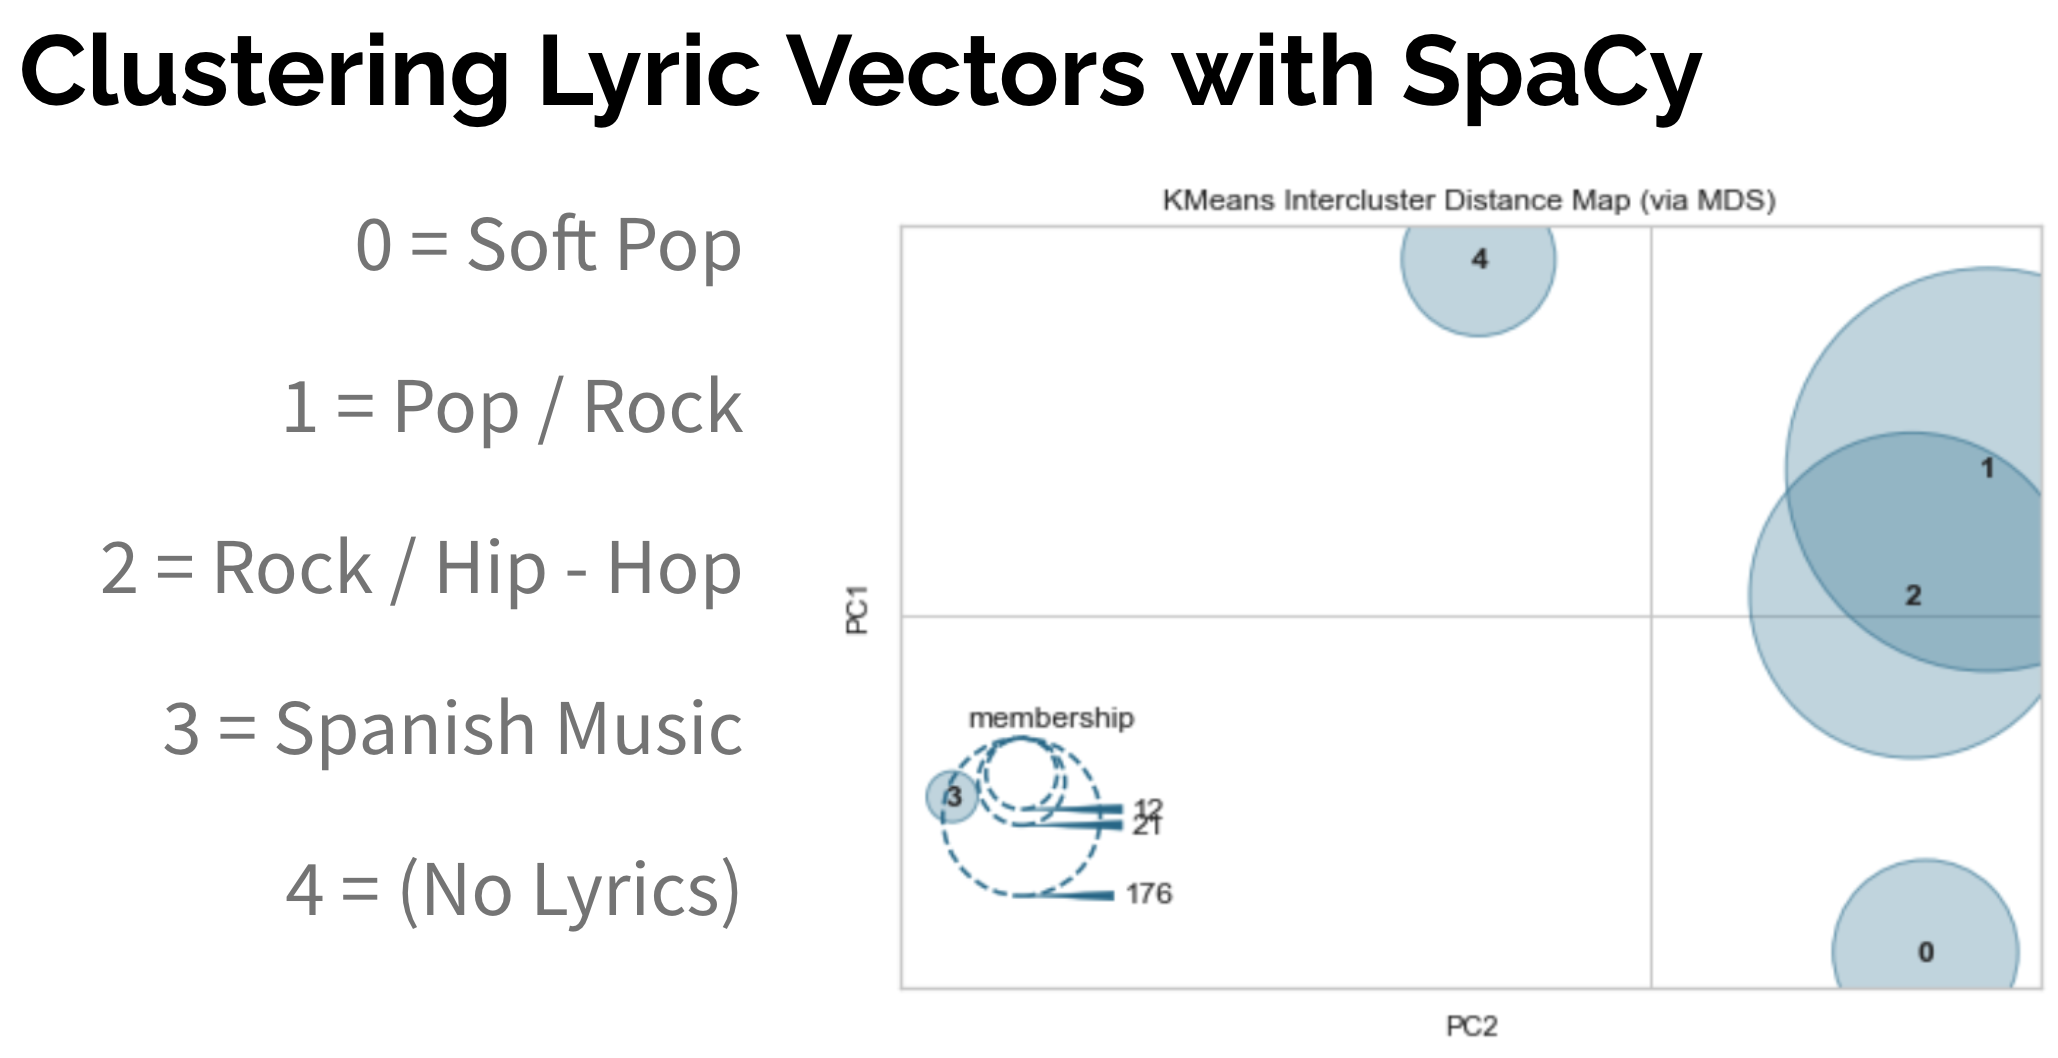 Clustering Lyric Vectors with SpaCy
0 = Soft Pop
1 = Pop / Rock
2 = Rock / Hip - Hop
3 = Spanish Music
4 = (No Lyrics)
KMeans Intercluster Distance Map (via MDS)
4
1
2
PC1
membership
3
12
21
176
0
PC2